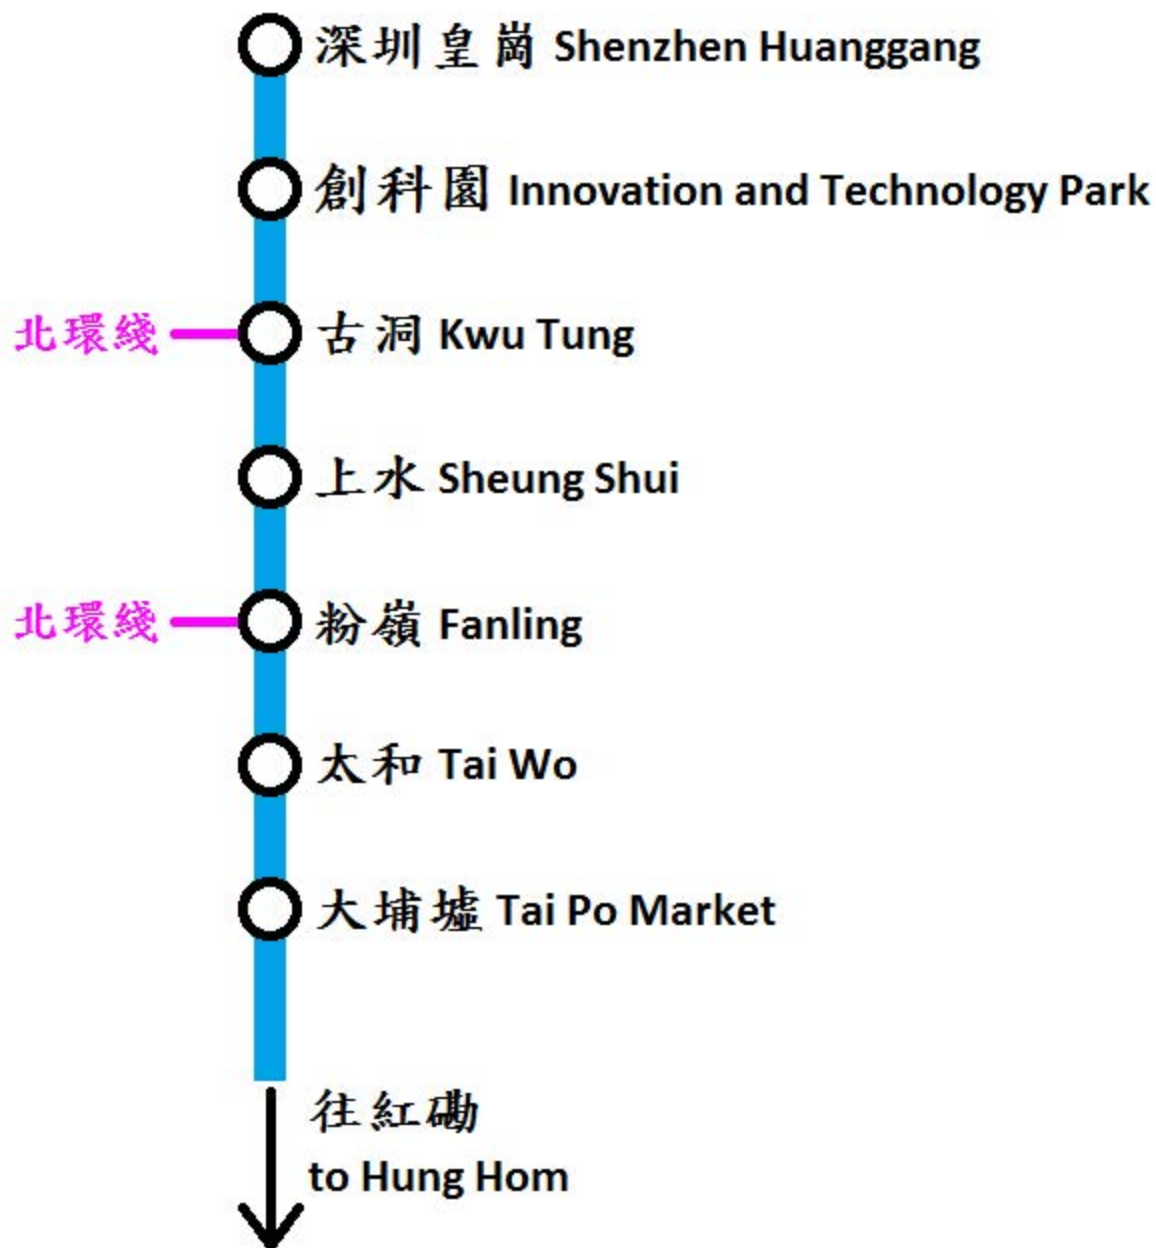 深圳皇崗 Shenzhen Huanggang
創科園 Innovation and Technology Park
北環綫 古洞 Kwu Tung
上水 Sheung Shui
北環綫 粉嶺 Fanling
太和 Tai Wo
大埔墟 Tai Po Market
往紅磡
to Hung Hom